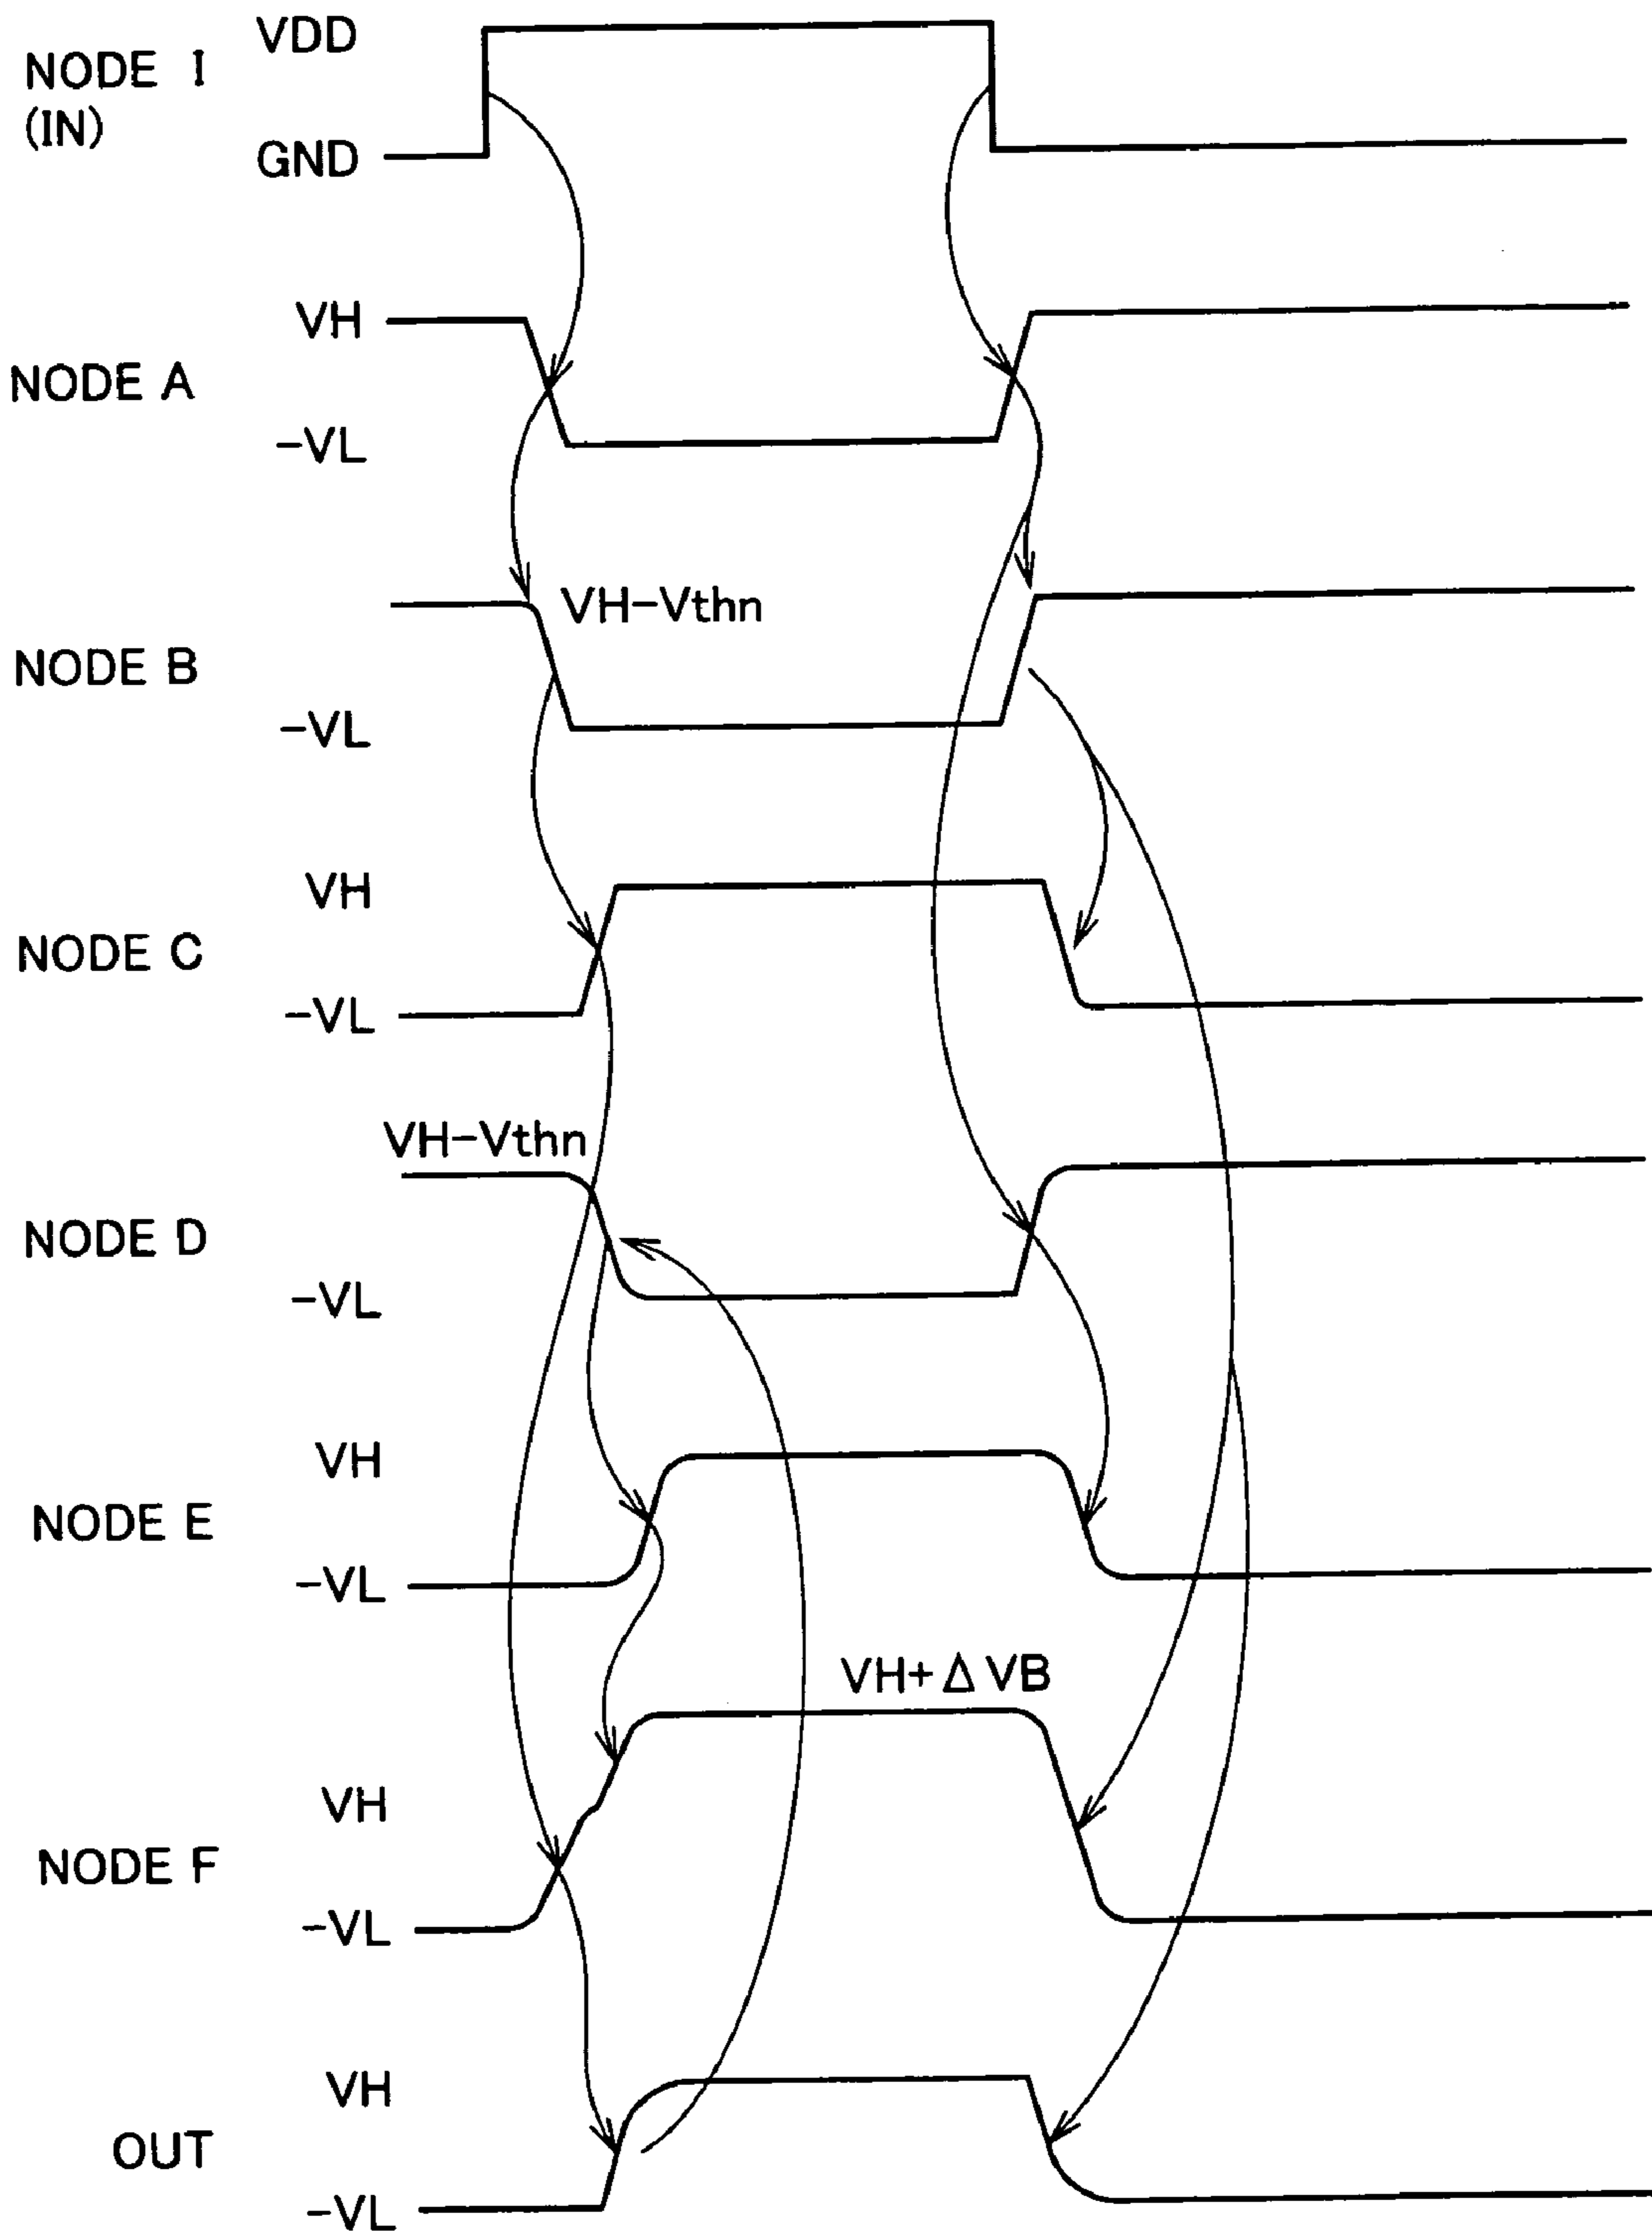 VDD
NODE I
(IN)
GND
VH
NODE A
-VL
VH-Vthn
NODE B
-VL
VH
NODE C
-VL
VH-Vthn
NODE D
-VL
VH
NODE E
-VL
VH+ΔVB
VH
NODE F
-VL
VH
OUT
-VL